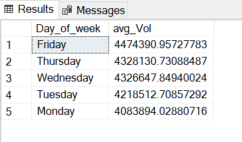 Results Messages
Day_of_week avg_Vol
1 Friday 4474390.95727783
2 Thursday 4328130.73088487
3 Wednesday 4326647.84940024
4 Tuesday 4218512.70857292
5 Monday 4083894.02880716